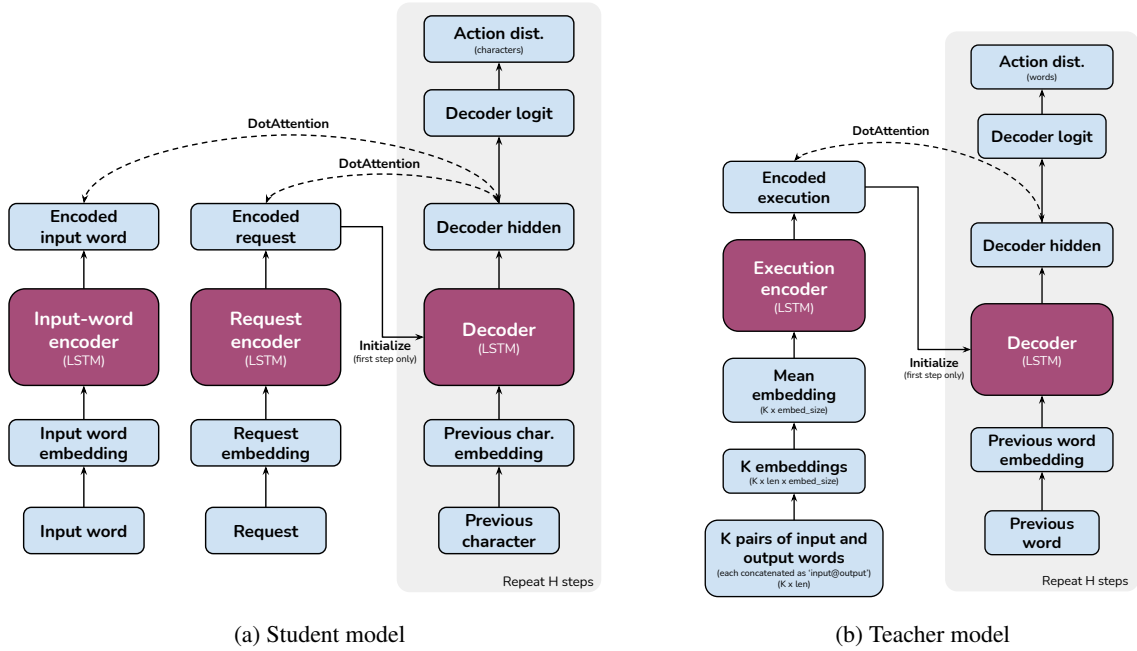 Action dist.
(characters)
Decoder logit
DotAttention
DotAttention
Encoded
input word
Encoded
request
Decoder hidden
Input-word
encoder
(LSTM)
Request
encoder
(LSTM)
Initialize
(first step only)
Decoder
(LSTM)
Input word
embedding
Request
embedding
Previous char.
embedding
Input word
Request
Previous
character
Repeat H steps
(a) Student model
Action dist.
(words)
Decoder logit
DotAttention
Encoded
execution
Decoder hidden
Execution
encoder
(LSTM)
Initialize
(first step only)
Decoder
(LSTM)
Mean
embedding
(K x embed_size)
Previous word
embedding
K embeddings
(K x len x embed_size)
Previous
word
K pairs of input and
output words
(each concatenated as 'input@output')
(K x len)
Repeat H steps
(b) Teacher model